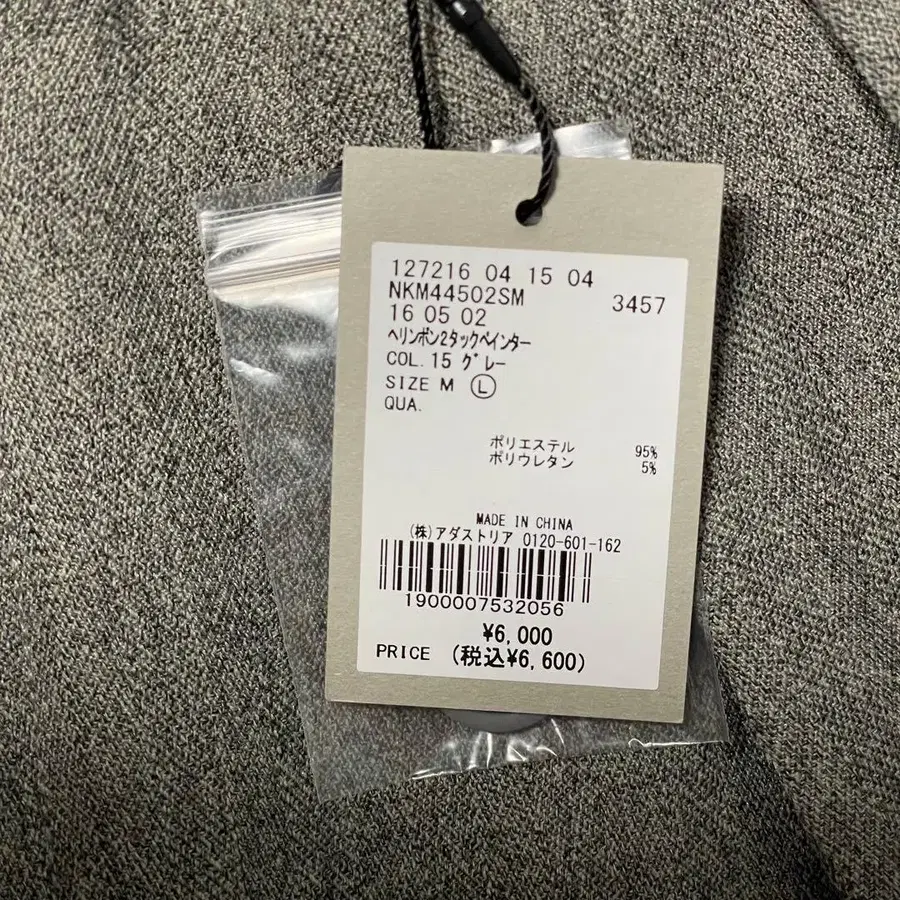 127216 04 15 04
NKM44502SM 3457
16 05 02
ヘリンボン2タックペインター
COL.15 グレー
SIZE M Ⓛ
QUA.
ポリエステル 95%
ポリウレタン 5%
MADE IN CHINA
(株)アダストリア 0120-601-162
1900007532056
¥6,000
PRICE (税込¥6,600)